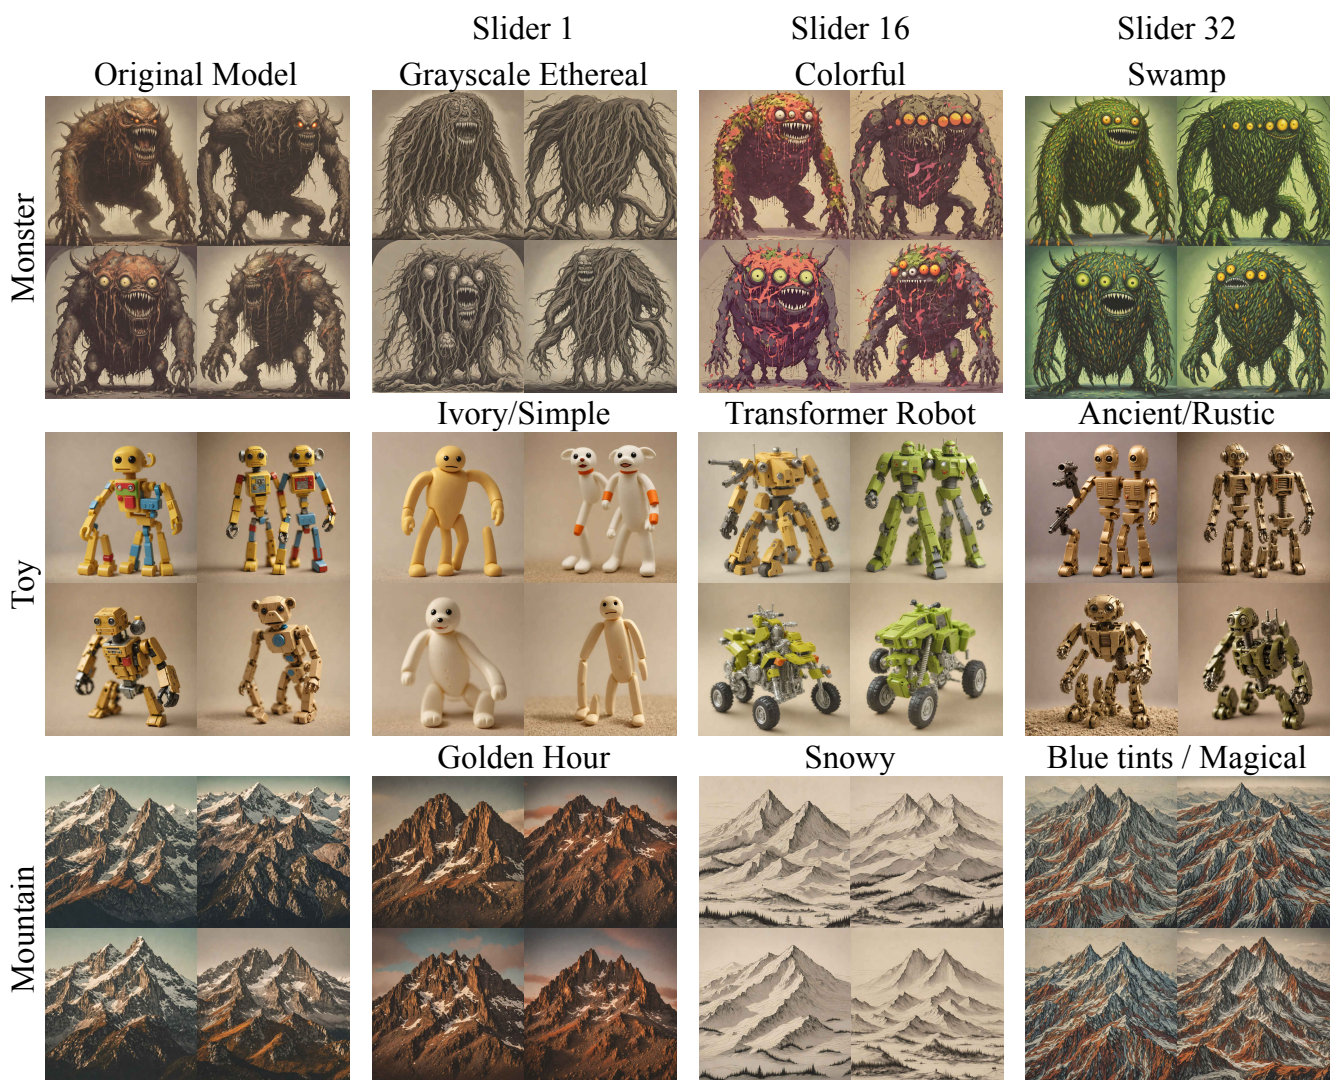 Slider 1
Slider 16
Slider 32
Original Model
Grayscale Ethereal
Colorful
Swamp
Monster
Ivory/Simple
Transformer Robot
Ancient/Rustic
Toy
Golden Hour
Snowy
Blue tints / Magical
Mountain